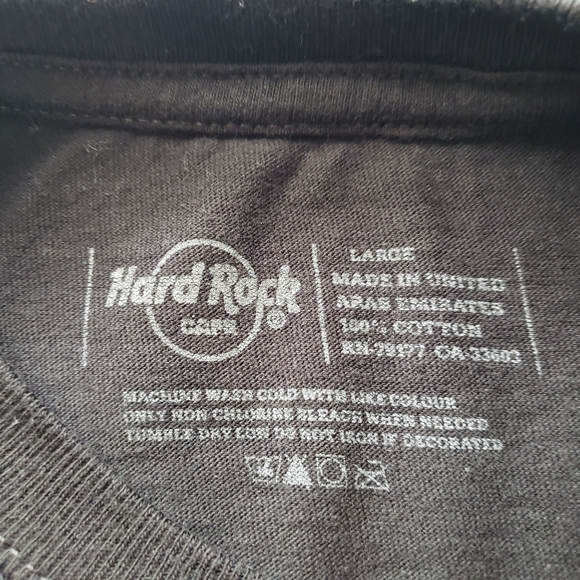 Hard Rock
CAFE
®
LARGE
MADE IN UNITED
ARAB EMIRATES
100% COTTON
RN-79177 CA-33603
MACHINE WASH COLD WITH LIKE COLOUR
ONLY NON CHLORINE BLEACH WHEN NEEDED
TUMBLE DRY LOW DO NOT IRON IF DECORATED